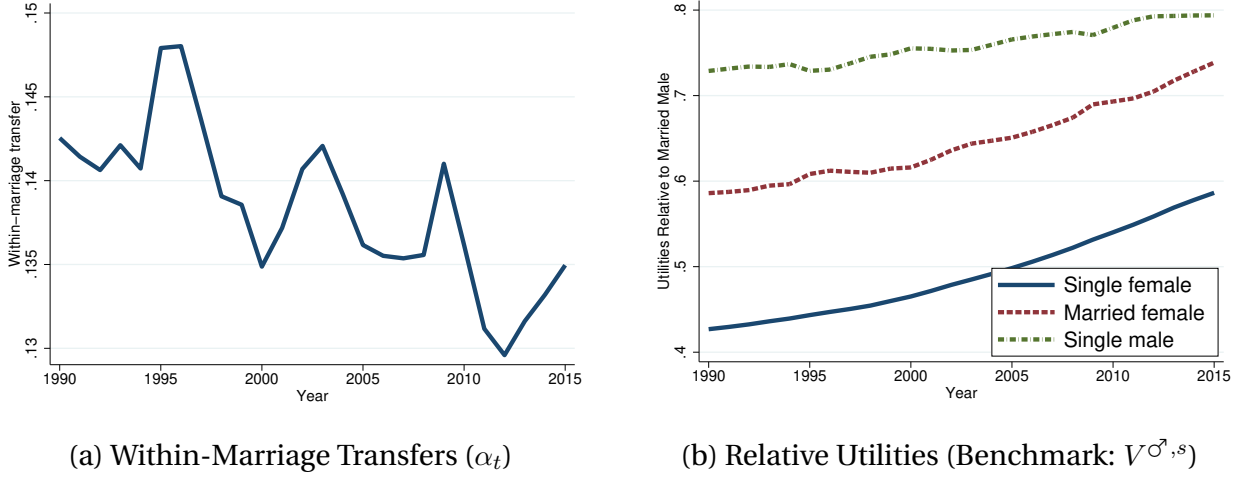 .15
.145
.14
.135
.13
Within−marriage transfer
1990 1995 2000 2005 2010 2015
Year
(a) Within-Marriage Transfers (αt)
.8
.7
.6
.5
.4
Utilities Relative to Married Male
Single female
Married female
Single male
1990 1995 2000 2005 2010 2015
Year
(b) Relative Utilities (Benchmark: V♂,s)